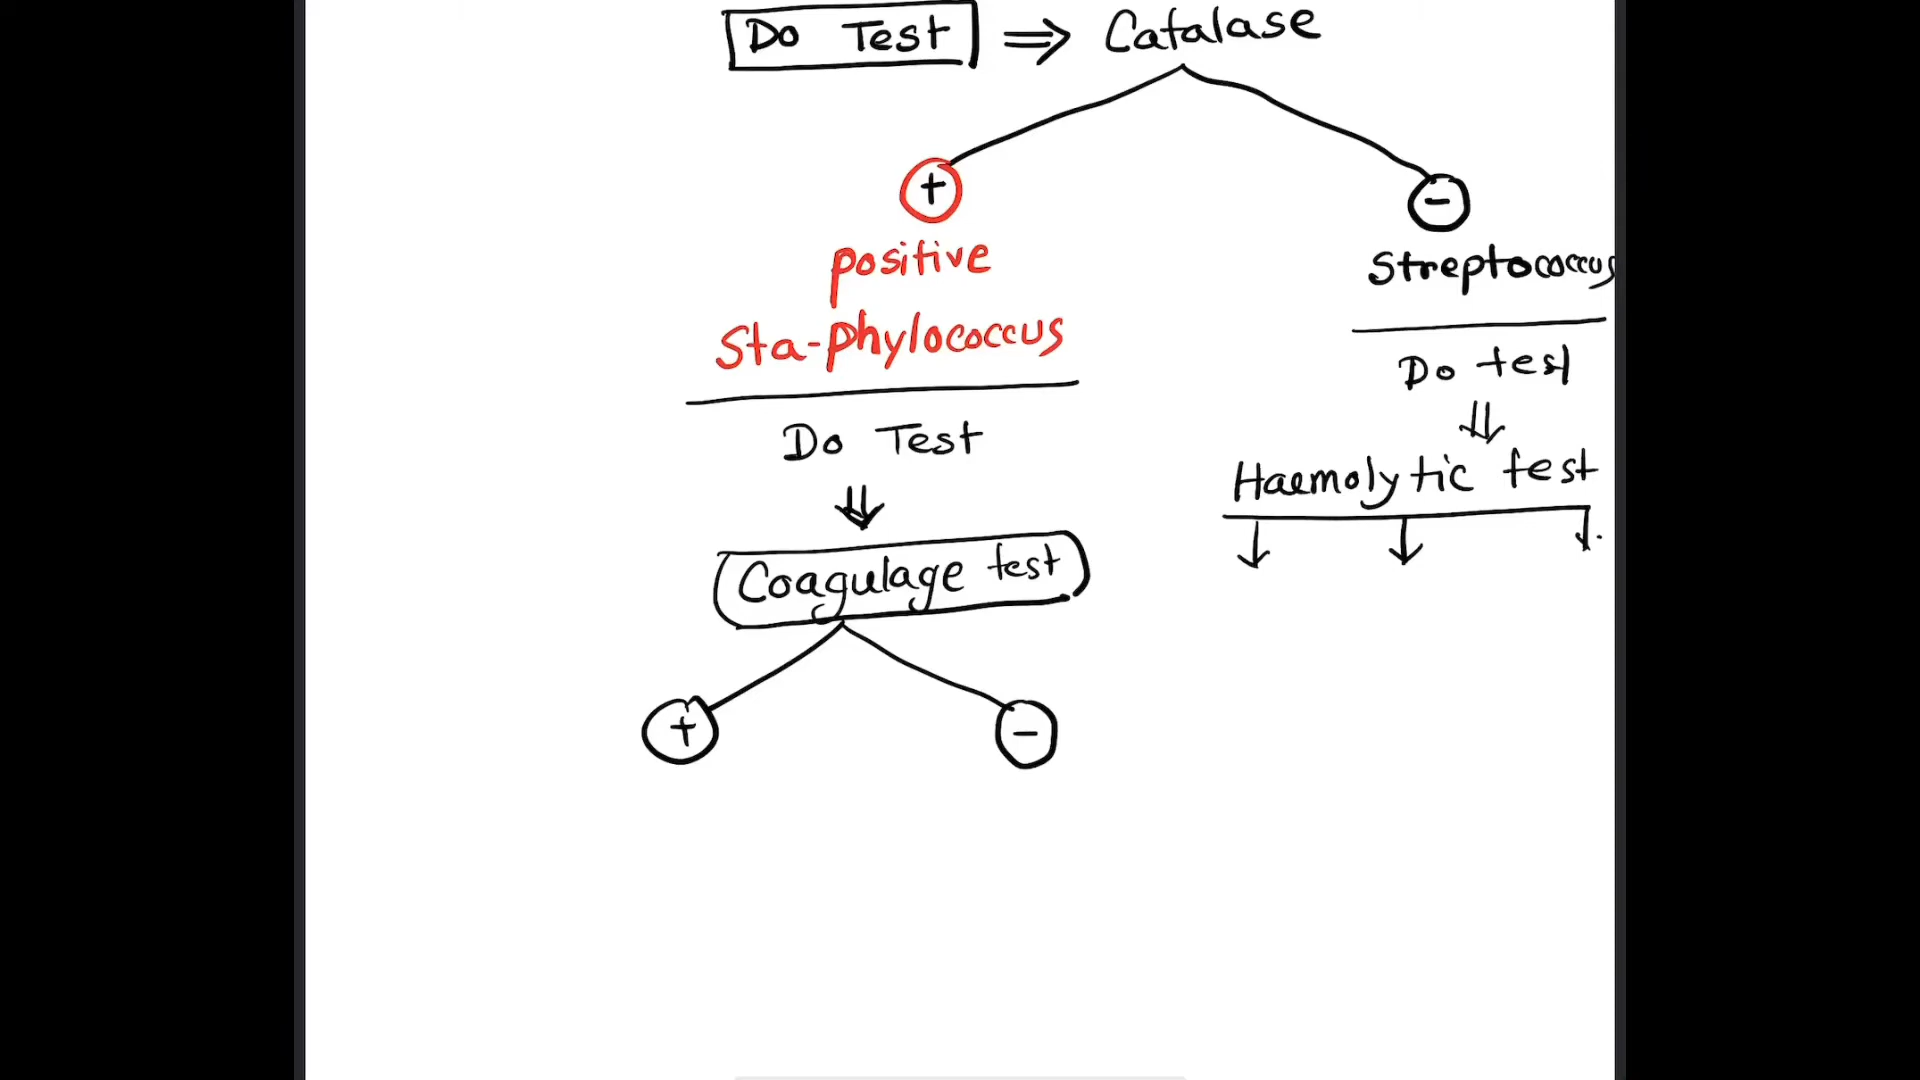 Do Test ⇒ Catalase
+
positive
Sta-phylococcus
Do Test
⇓
Coagulage test
+ -
-
Streptococcus
Do test
⇓
Haemolytic test
↓ ↓ ↓